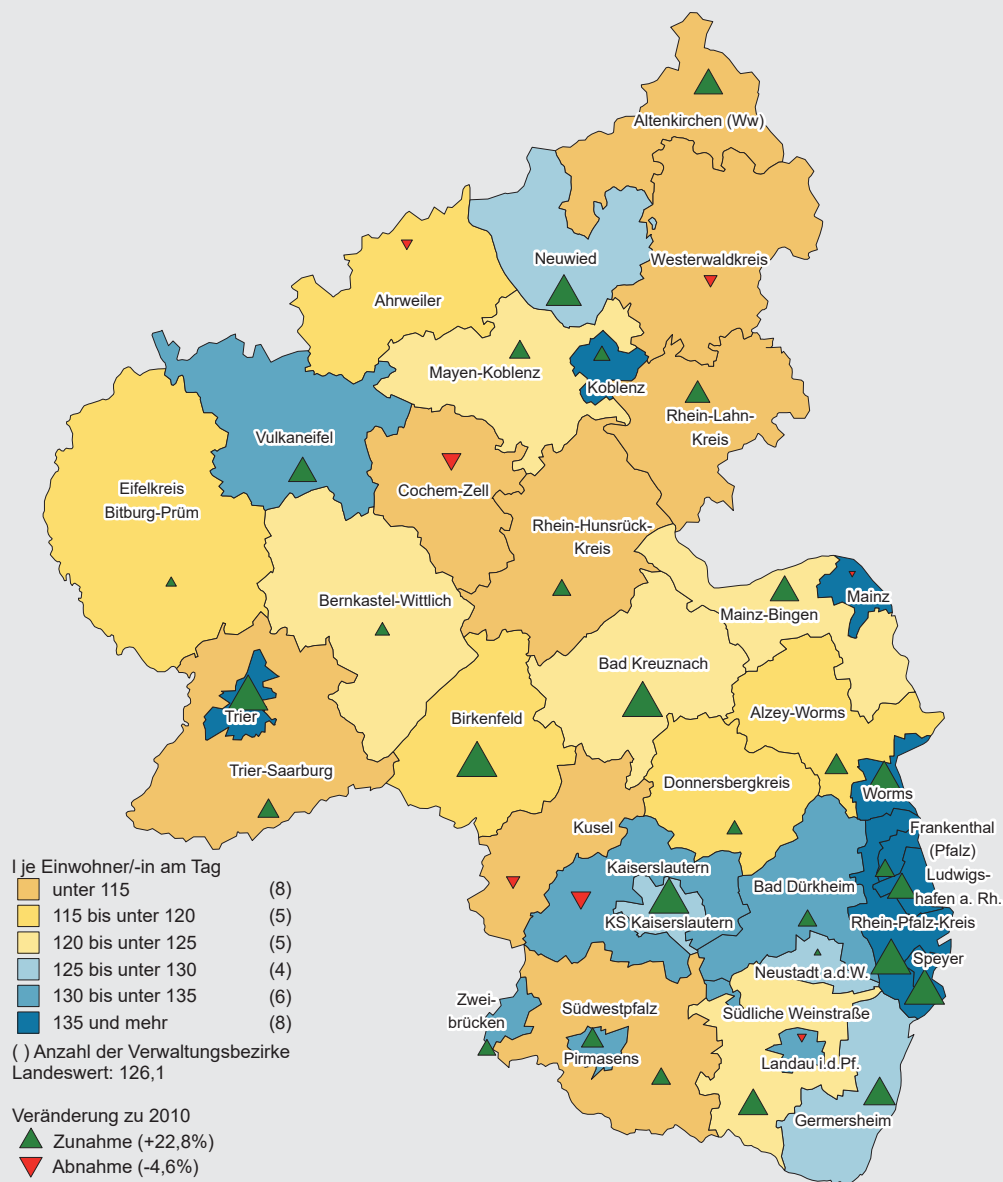 Altenkirchen (Ww)
Neuwied
Westerwaldkreis
Ahrweiler
Mayen-Koblenz
Koblenz
Rhein-Lahn-
Kreis
Vulkaneifel
Cochem-Zell
Eifelkreis
Bitburg-Prüm
Rhein-Hunsrück-
Kreis
Bernkastel-Wittlich
Mainz-Bingen
Mainz
Bad Kreuznach
Trier
Birkenfeld
Alzey-Worms
Trier-Saarburg
Donnersbergkreis
Worms
Kusel
Frankenthal
(Pfalz)
Ludwigs-
hafen a. Rh.
Kaiserslautern
Bad Dürkheim
KS Kaiserslautern
Rhein-Pfalz-Kreis
Speyer
Neustadt a.d.W.
Zwei-
brücken
Südwestpfalz
Südliche Weinstraße
Pirmasens
Landau i.d.Pf.
Germersheim
l je Einwohner/-in am Tag
unter 115 (8)
115 bis unter 120 (5)
120 bis unter 125 (5)
125 bis unter 130 (4)
130 bis unter 135 (6)
135 und mehr (8)
( ) Anzahl der Verwaltungsbezirke
Landeswert: 126,1
Veränderung zu 2010
Zunahme (+22,8%)
Abnahme (-4,6%)